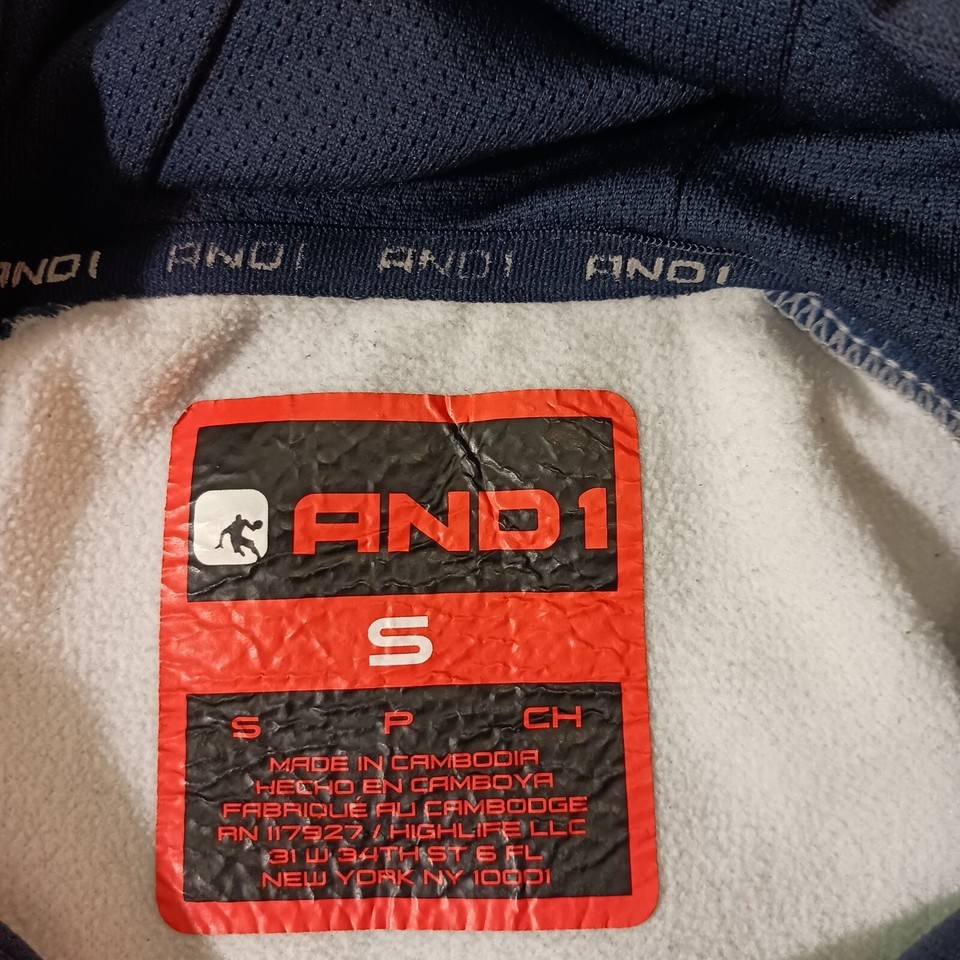 AND1 AND1 AND1 AND1
AND1
S
S P CH
MADE IN CAMBODIA
HECHO EN CAMBOYA
FABRIQUÉ AU CAMBODGE
RN 117927 / HIGHLIFE LLC
31 W 34TH ST 6 FL
NEW YORK NY 10001